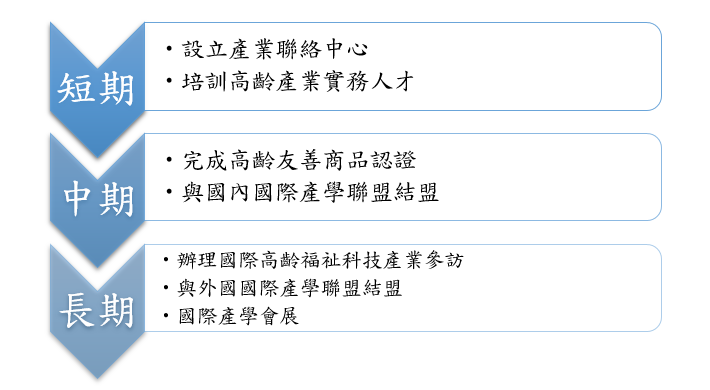 短期
・設立產業聯絡中心
・培訓高齡產業實務人才
中期
・完成高齡友善商品認證
・與國內國際產學聯盟結盟
長期
・辦理國際高齡福祉科技產業參訪
・與外國國際產學聯盟結盟
・國際產學會展